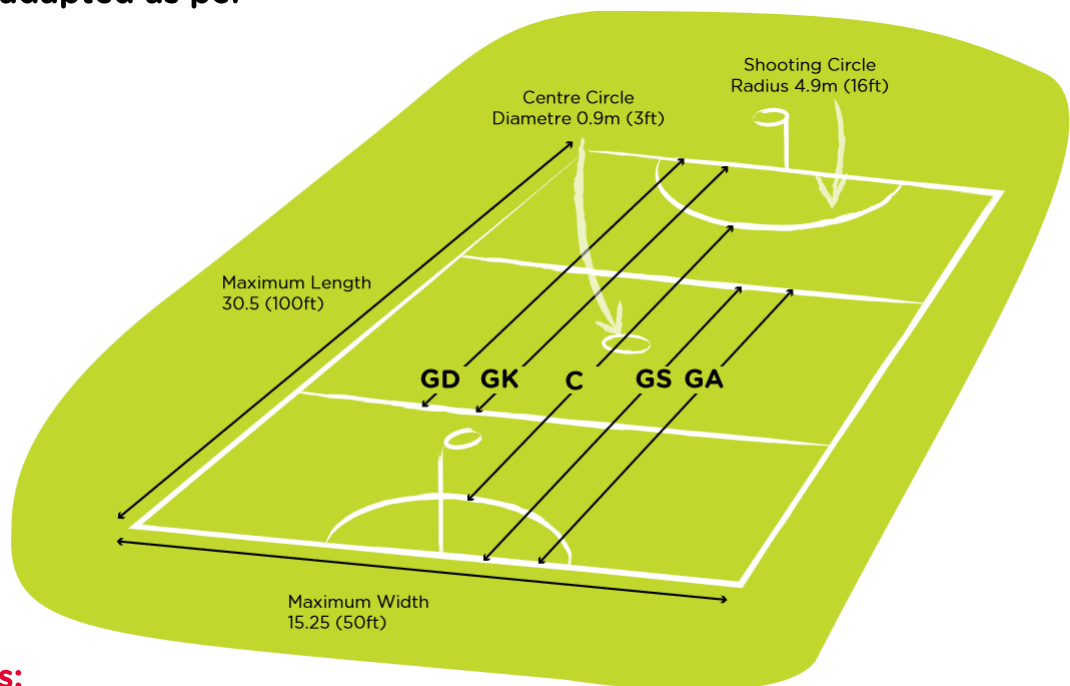 Shooting Circle
Radius 4.9m (16ft)
Centre Circle
Diametre 0.9m (3ft)
Maximum Length
30.5 (100ft)
GD GK C GS GA
Maximum Width
15.25 (50ft)